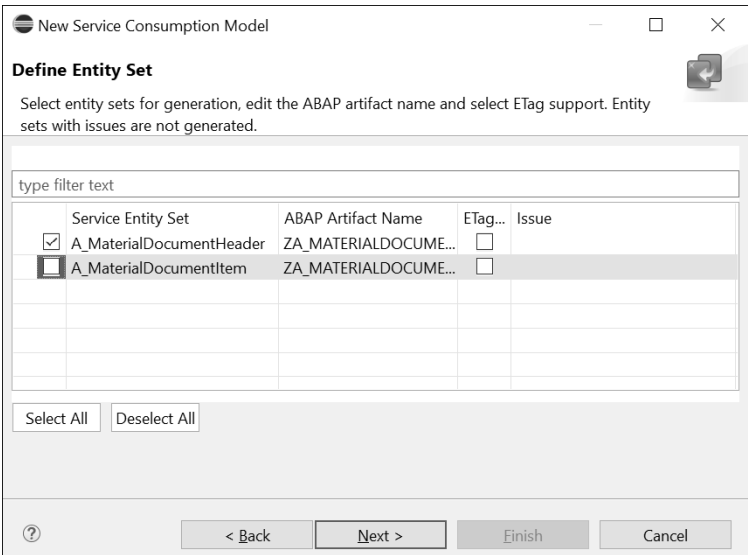 New Service Consumption Model
Define Entity Set
Select entity sets for generation, edit the ABAP artifact name and select ETag support. Entity
sets with issues are not generated.
type filter text
Service Entity Set ABAP Artifact Name ETag... Issue
A_MaterialDocumentHeader ZA_MATERIALDOCUME...
A_MaterialDocumentItem ZA_MATERIALDOCUME...
Select All Deselect All
? < Back Next > Finish Cancel